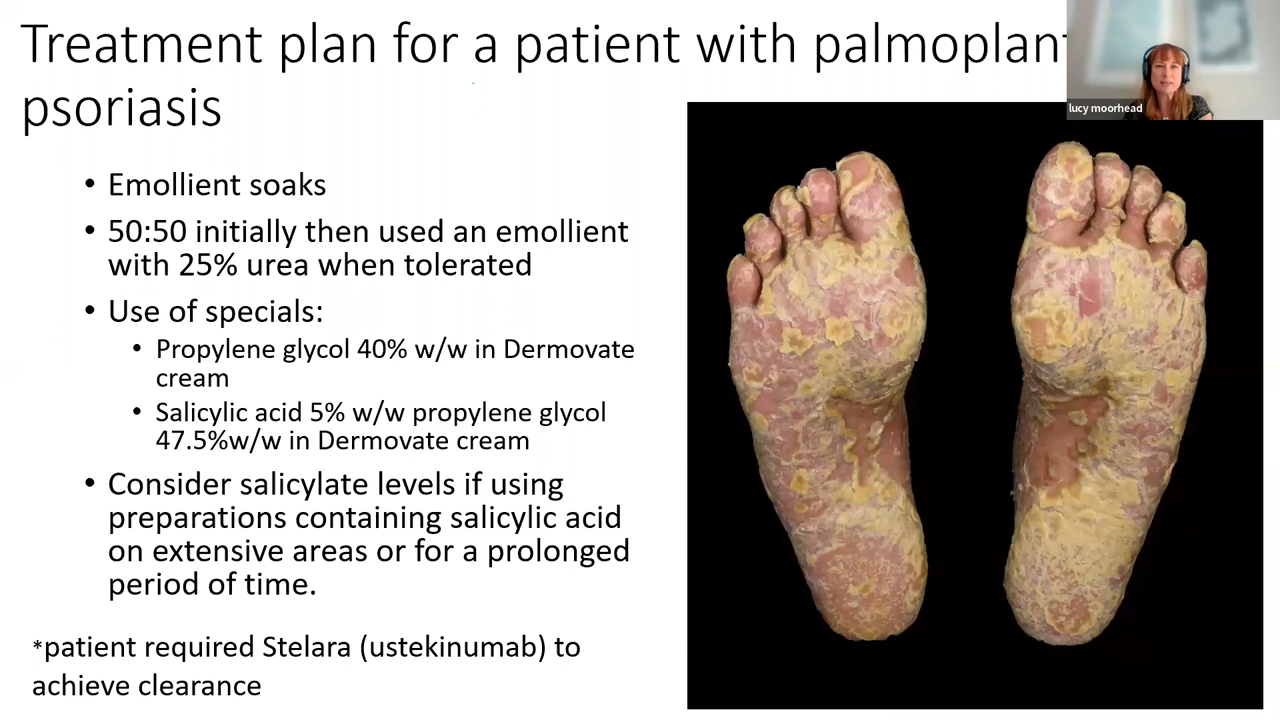 Treatment plan for a patient with palmoplant
psoriasis
lucy moorhead
• Emollient soaks
• 50:50 initially then used an emollient
with 25% urea when tolerated
• Use of specials:
• Propylene glycol 40% w/w in Dermovate
cream
• Salicylic acid 5% w/w propylene glycol
47.5%w/w in Dermovate cream
• Consider salicylate levels if using
preparations containing salicylic acid
on extensive areas or for a prolonged
period of time.
*patient required Stelara (ustekinumab) to
achieve clearance